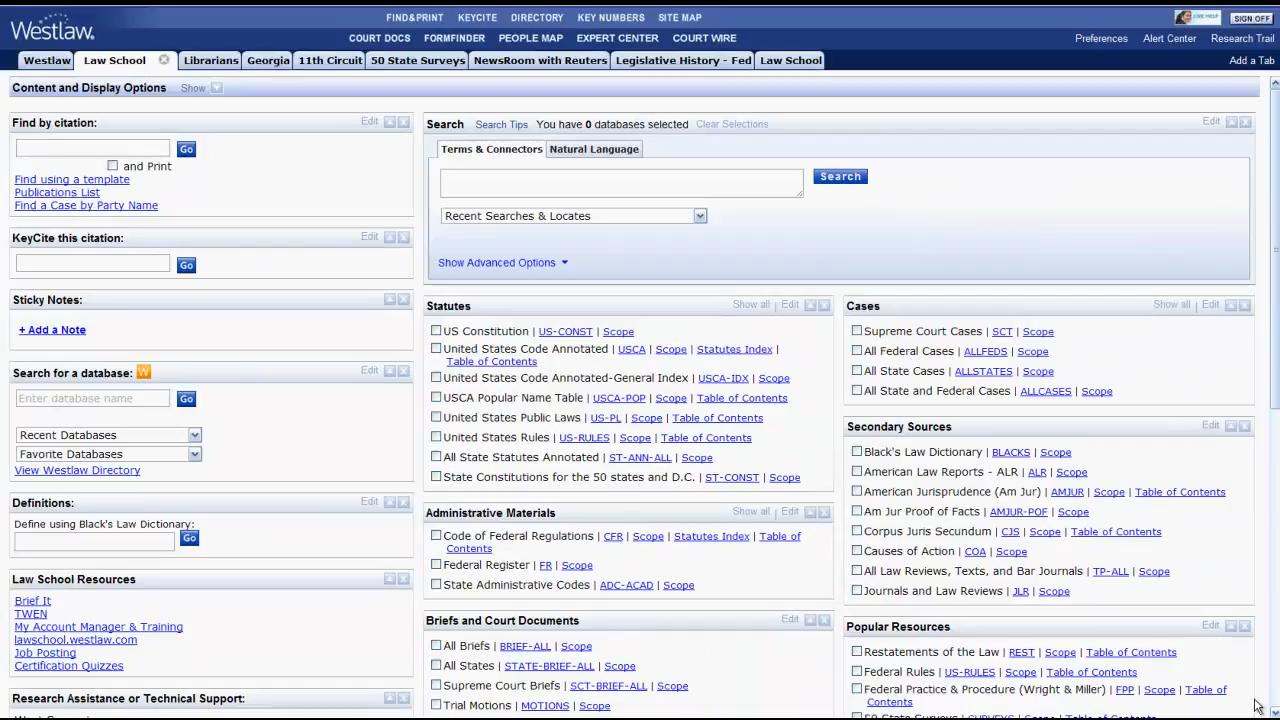 Westlaw.
FIND&PRINT KEYCITE DIRECTORY KEY NUMBERS SITE MAP
COURT DOCS FORMFINDER PEOPLE MAP EXPERT CENTER COURT WIRE
LIVE HELP SIGN OFF
Preferences Alert Center Research Trail
Westlaw Law School Librarians Georgia 11th Circuit 50 State Surveys NewsRoom with Reuters Legislative History - Fed Law School Add a Tab
Content and Display Options Show
Find by citation: Edit
Go
and Print
Find using a template
Publications List
Find a Case by Party Name
KeyCite this citation: Edit
Go
Sticky Notes:
+ Add a Note
Search for a database: W Edit
Enter database name Go
Recent Databases
Favorite Databases
View Westlaw Directory
Definitions: Edit
Define using Black's Law Dictionary:
Go
Law School Resources
Brief It
TWEN
My Account Manager & Training
lawschool.westlaw.com
Job Posting
Certification Quizzes
Research Assistance or Technical Support:
Search Search Tips You have 0 databases selected Clear Selections Edit
Terms & Connectors Natural Language
Search
Recent Searches & Locates
Show Advanced Options
Statutes Show all | Edit
US Constitution | US-CONST | Scope
United States Code Annotated | USCA | Scope | Statutes Index |
Table of Contents
United States Code Annotated-General Index | USCA-IDX | Scope
USCA Popular Name Table | USCA-POP | Scope | Table of Contents
United States Public Laws | US-PL | Scope | Table of Contents
United States Rules | US-RULES | Scope | Table of Contents
All State Statutes Annotated | ST-ANN-ALL | Scope
State Constitutions for the 50 states and D.C. | ST-CONST | Scope
Administrative Materials Show all | Edit
Code of Federal Regulations | CFR | Scope | Statutes Index | Table of
Contents
Federal Register | FR | Scope
State Administrative Codes | ADC-ACAD | Scope
Briefs and Court Documents Edit
All Briefs | BRIEF-ALL | Scope
All States | STATE-BRIEF-ALL | Scope
Supreme Court Briefs | SCT-BRIEF-ALL | Scope
Trial Motions | MOTIONS | Scope
Cases Show all | Edit
Supreme Court Cases | SCT | Scope
All Federal Cases | ALLFEDS | Scope
All State Cases | ALLSTATES | Scope
All State and Federal Cases | ALLCASES | Scope
Secondary Sources Edit
Black's Law Dictionary | BLACKS | Scope
American Law Reports - ALR | ALR | Scope
American Jurisprudence (Am Jur) | AMJUR | Scope | Table of Contents
Am Jur Proof of Facts | AMJUR-POF | Scope
Corpus Juris Secundum | CJS | Scope | Table of Contents
Causes of Action | COA | Scope
All Law Reviews, Texts, and Bar Journals | TP-ALL | Scope
Journals and Law Reviews | JLR | Scope
Popular Resources Edit
Restatements of the Law | REST | Scope | Table of Contents
Federal Rules | US-RULES | Scope | Table of Contents
Federal Practice & Procedure (Wright & Miller) | FPP | Scope | Table of
Contents
50 State Surveys | SURVEYS | Scope | Table of Contents